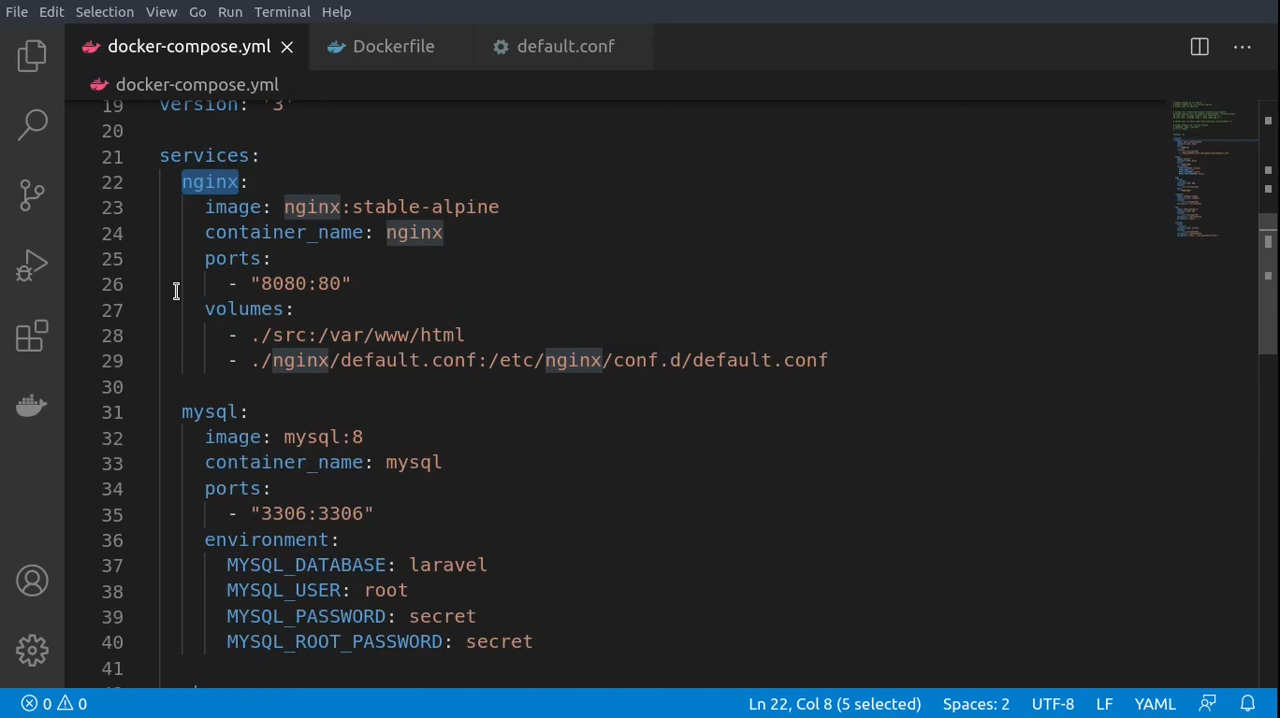 File Edit Selection View Go Run Terminal Help
docker-compose.yml Dockerfile default.conf
docker-compose.yml
19 version: '3'
20
21 services:
22 nginx:
23 image: nginx:stable-alpine
24 container_name: nginx
25 ports:
26 - "8080:80"
27 volumes:
28 - ./src:/var/www/html
29 - ./nginx/default.conf:/etc/nginx/conf.d/default.conf
30
31 mysql:
32 image: mysql:8
33 container_name: mysql
34 ports:
35 - "3306:3306"
36 environment:
37 MYSQL_DATABASE: laravel
38 MYSQL_USER: root
39 MYSQL_PASSWORD: secret
40 MYSQL_ROOT_PASSWORD: secret
41
0 0 Ln 22, Col 8 (5 selected) Spaces: 2 UTF-8 LF YAML